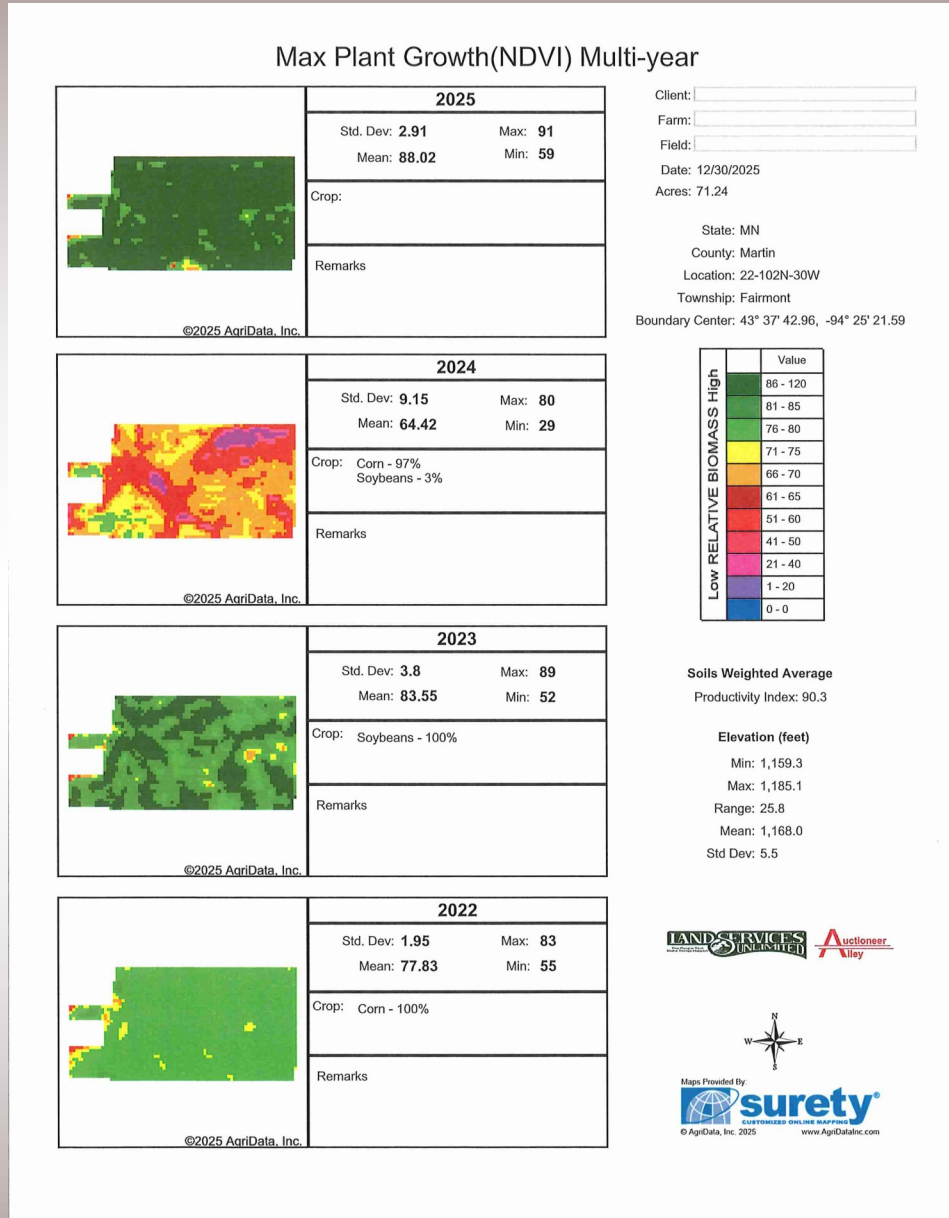 Max Plant Growth(NDVI) Multi-year
2025
Std. Dev: 2.91 Max: 91
Mean: 88.02 Min: 59
Crop:
Remarks
©2025 AgriData, Inc.
2024
Std. Dev: 9.15 Max: 80
Mean: 64.42 Min: 29
Crop: Corn - 97%
Soybeans - 3%
Remarks
©2025 AgriData, Inc.
2023
Std. Dev: 3.8 Max: 89
Mean: 83.55 Min: 52
Crop: Soybeans - 100%
Remarks
©2025 AgriData, Inc.
2022
Std. Dev: 1.95 Max: 83
Mean: 77.83 Min: 55
Crop: Corn - 100%
Remarks
©2025 AgriData, Inc.
Client:
Farm:
Field:
Date: 12/30/2025
Acres: 71.24
State: MN
County: Martin
Location: 22-102N-30W
Township: Fairmont
Boundary Center: 43° 37' 42.96, -94° 25' 21.59
Low RELATIVE BIOMASS High
Value
86 - 120
81 - 85
76 - 80
71 - 75
66 - 70
61 - 65
51 - 60
41 - 50
21 - 40
1 - 20
0 - 0
Soils Weighted Average
Productivity Index: 90.3
Elevation (feet)
Min: 1,159.3
Max: 1,185.1
Range: 25.8
Mean: 1,168.0
Std Dev: 5.5
LAND SERVICES
UNLIMITED
Auctioneer
Alley
N
W E
S
Maps Provided By:
surety®
CUSTOMIZED ONLINE MAPPING
© AgriData, Inc. 2025 www.AgriDataInc.com